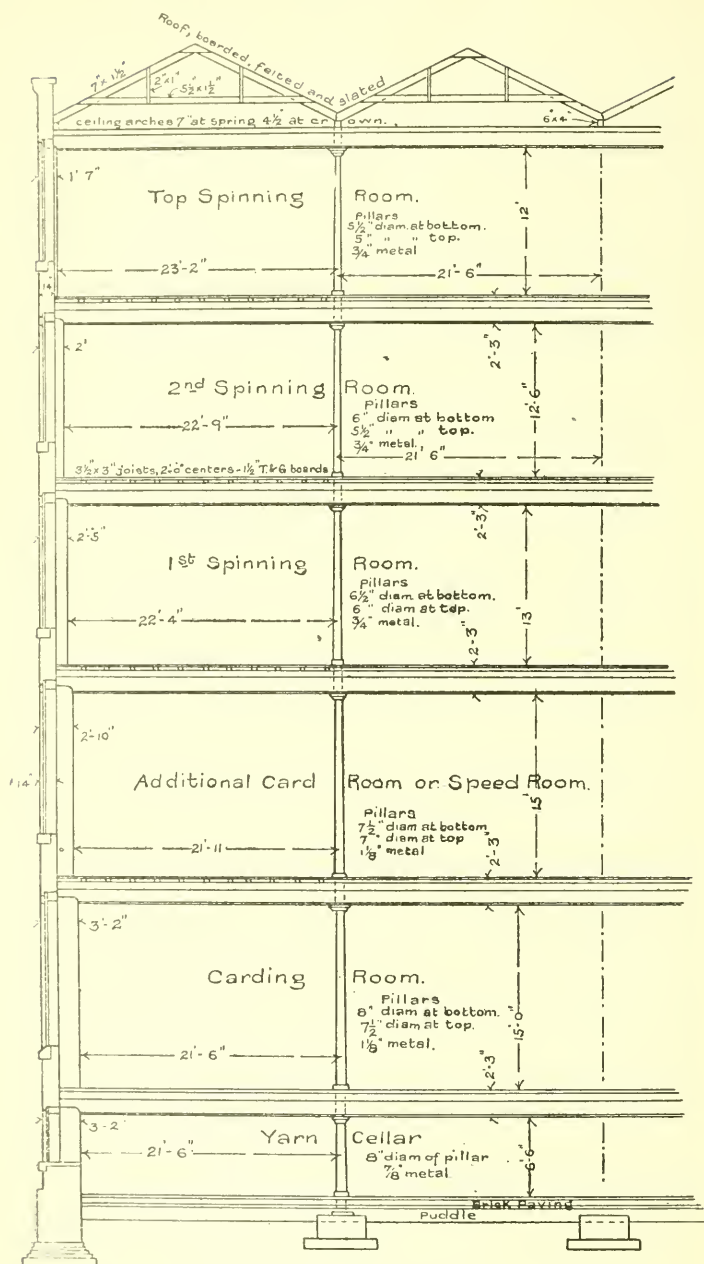 Roof, boarded, felted and slated
7" x 1½"
2" x 1"
5½" x 1½"
ceiling arches 7" at spring 4½" at crown.
6" x 4"
1' 7"
Top Spinning Room.
Pillars
5½" diam. at bottom.
5" " " top.
¾" metal
12'
23'-2"
21'-6"
14
2'
2'-3"
2nd Spinning Room.
Pillars
6" diam at bottom
5½" " " top.
¾" metal.
12'-6"
22'-9"
21' 6"
3½" x 3" joists, 2'-0" centers - 1½" T. & G boards
2'-5"
2'-3"
1st Spinning Room.
Pillars
6½" diam at bottom.
6" diam at top.
¾" metal.
13'
22'-4"
2'-3"
2'-10"
14"
Additional Card Room or Speed Room.
Pillars
7½" diam at bottom
7" diam at top
1⅛" metal
15'
21'-11
2'-3"
3'-2"
Carding Room.
Pillars
8" diam at bottom.
7½" diam at top.
1⅛" metal.
15'-0"
21'-6"
2'-3"
3-2"
Yarn Cellar
8" diam of pillar
⅞" metal
21'-6"
6'-6"
Brick Paving
Puddle